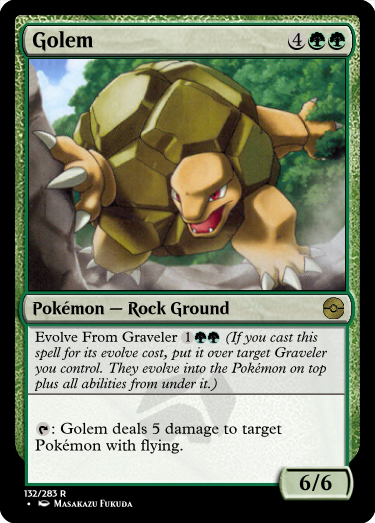 Golem 4
Pokémon — Rock Ground
Evolve From Graveler 1 (If you cast
this spell for its evolve cost, put it over target Graveler
you control. They evolve into the Pokémon on top
plus all abilities from under it.)
: Golem deals 5 damage to target
Pokémon with flying.
6/6
132/283 R
• Masakazu Fukuda